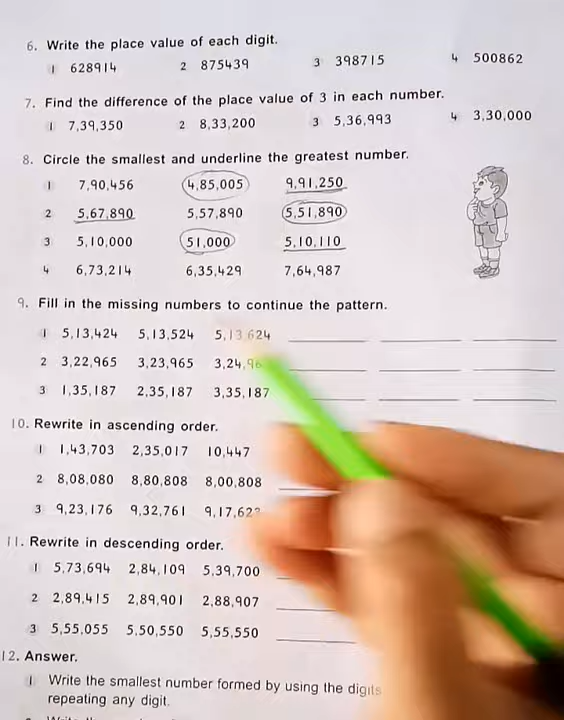 6. Write the place value of each digit.
1 628914 2 875439 3 398715 4 500862
7. Find the difference of the place value of 3 in each number.
1 7,39,350 2 8,33,200 3 5,36,993 4 3,30,000
8. Circle the smallest and underline the greatest number.
1 7,90,456 4,85,005 9,91,250
2 5,67,890 5,57,890 5,51,890
3 5,10,000 51,000 5,10,110
4 6,73,214 6,35,429 7,64,987
9. Fill in the missing numbers to continue the pattern.
1 5,13,424 5,13,524 5,13,624
2 3,22,965 3,23,965
3 1,35,187 2,35,187 3,35,187
10. Rewrite in ascending order.
1 1,43,703 2,35,017 10,447
2 8,08,080 8,80,808 8,00,808
3 9,23,176 9,32,761
11. Rewrite in descending order.
1 5,73,694 2,84,109 5,39,700
2 2,89,415 2,89,901 2,88,907
3 5,55,055 5,50,550 5,55,550
12. Answer.
1 Write the smallest number formed by using the digits
repeating any digit.